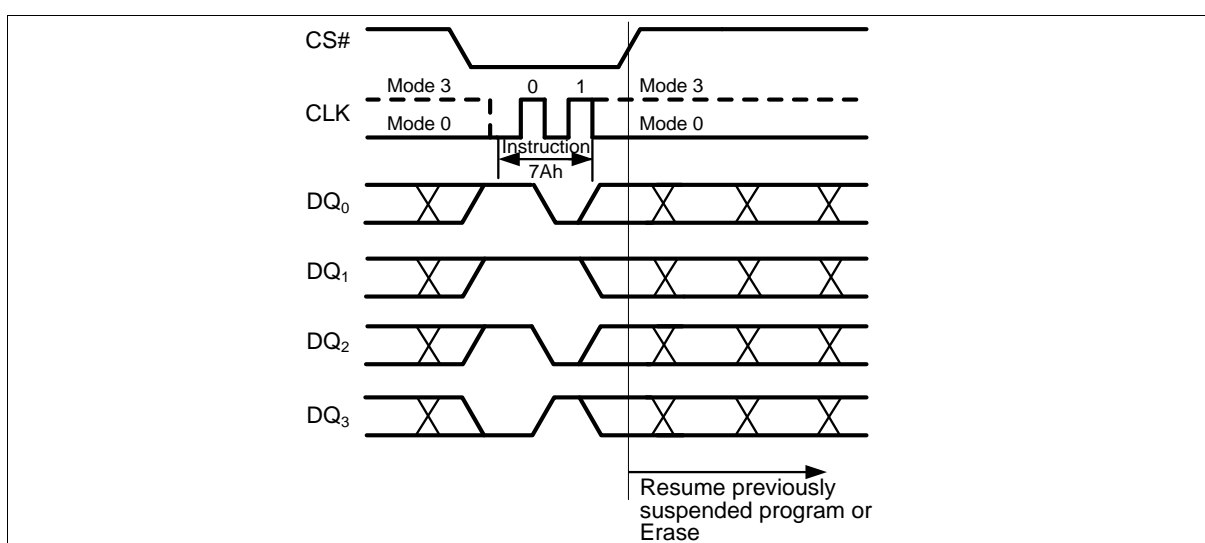 CS#
Mode 3 0 1 Mode 3
CLK
Mode 0 Mode 0
Instruction
7Ah
DQ0
DQ1
DQ2
DQ3
Resume previously
suspended program or
Erase